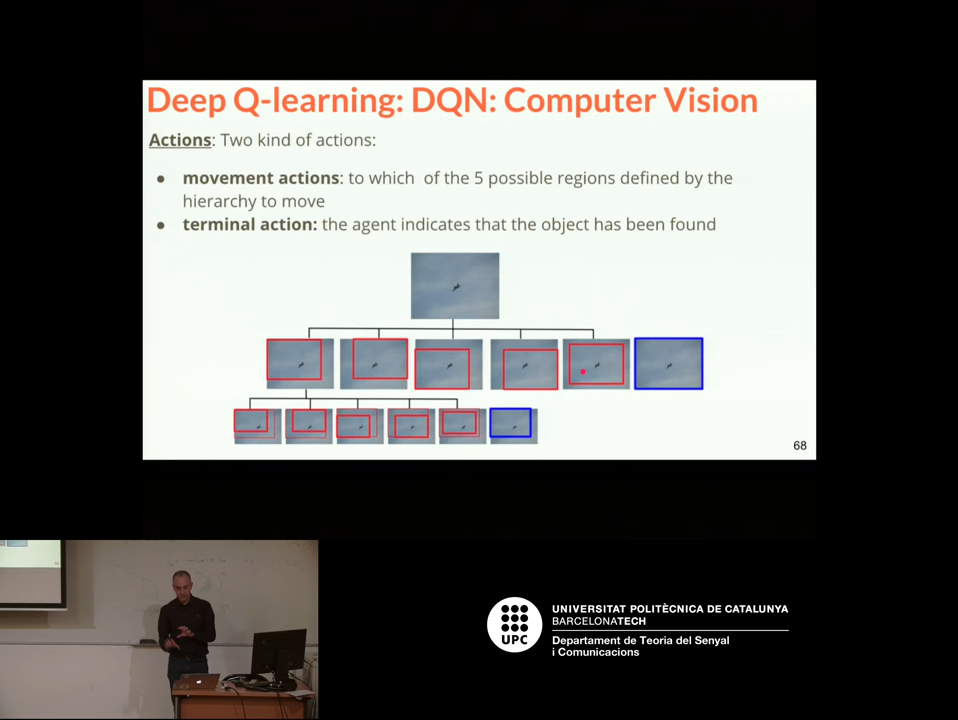 Deep Q-learning: DQN: Computer Vision
Actions: Two kind of actions:
● movement actions: to which of the 5 possible regions defined by the
hierarchy to move
● terminal action: the agent indicates that the object has been found
68
UNIVERSITAT POLITÈCNICA DE CATALUNYA
BARCELONATECH
UPC
Departament de Teoria del Senyal
i Comunicacions